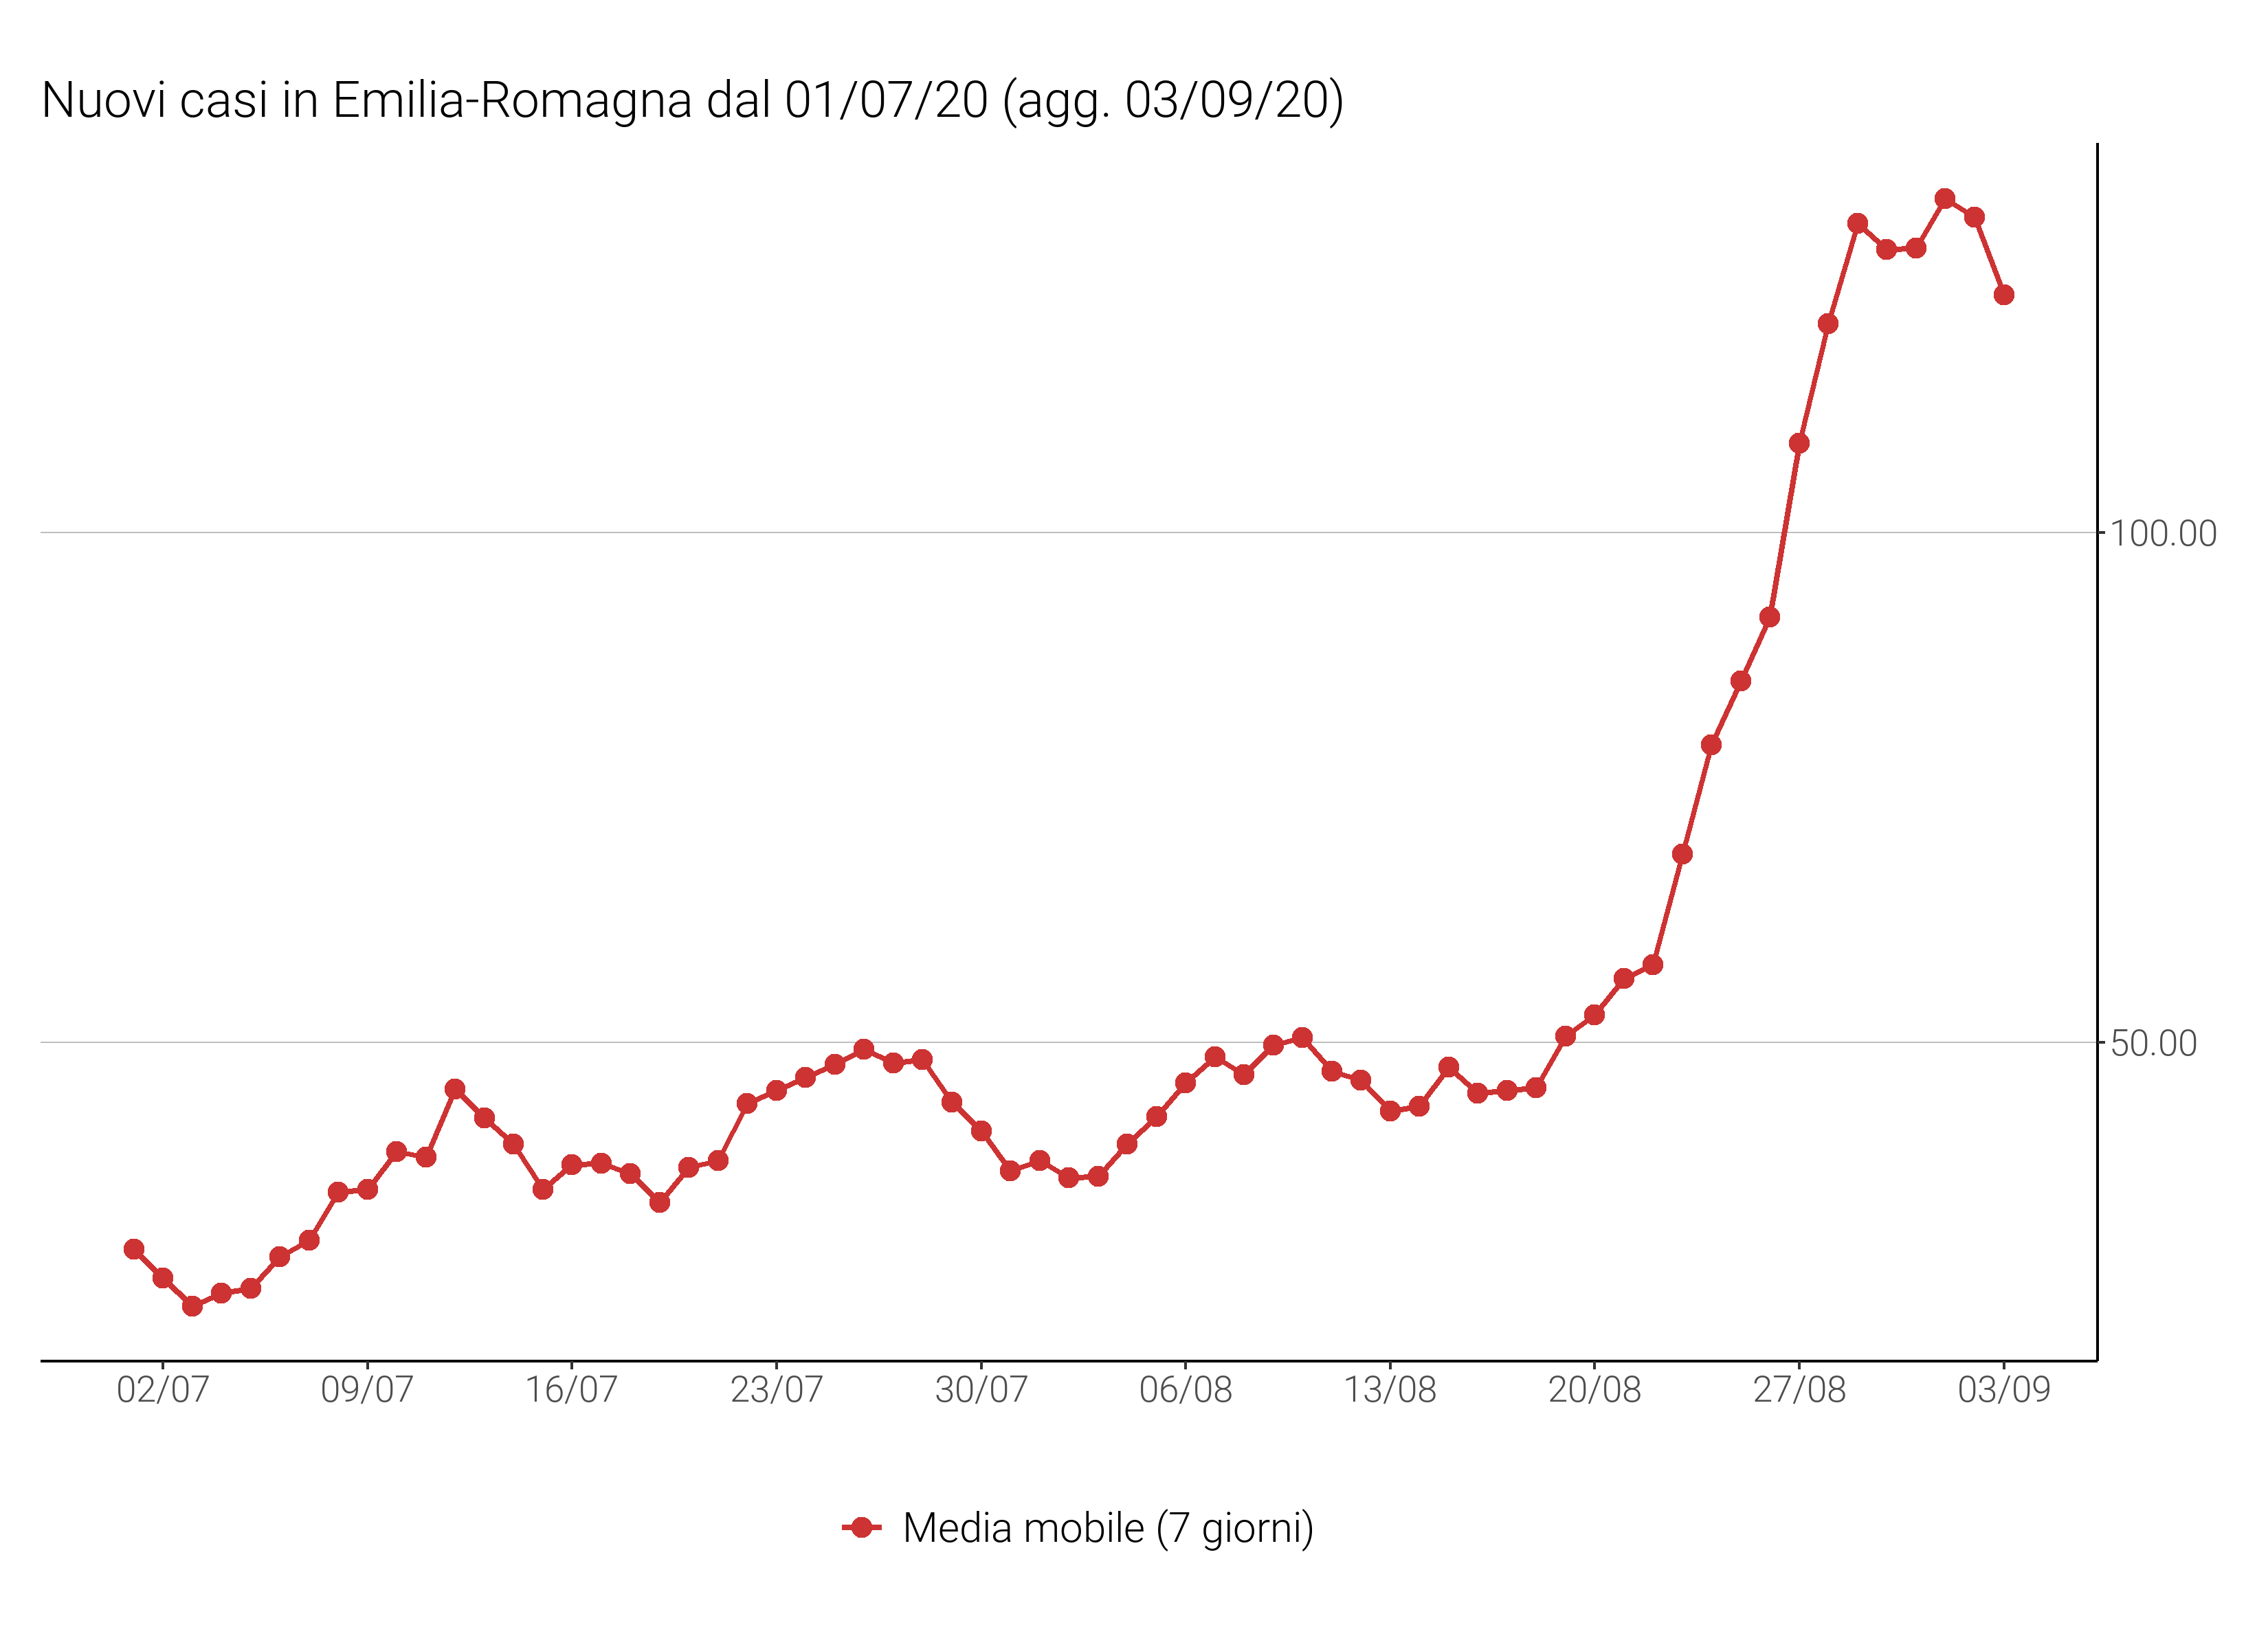 Nuovi casi in Emilia-Romagna dal 01/07/20 (agg. 03/09/20)
100.00
50.00
02/07 09/07 16/07 23/07 30/07 06/08 13/08 20/08 27/08 03/09
Media mobile (7 giorni)